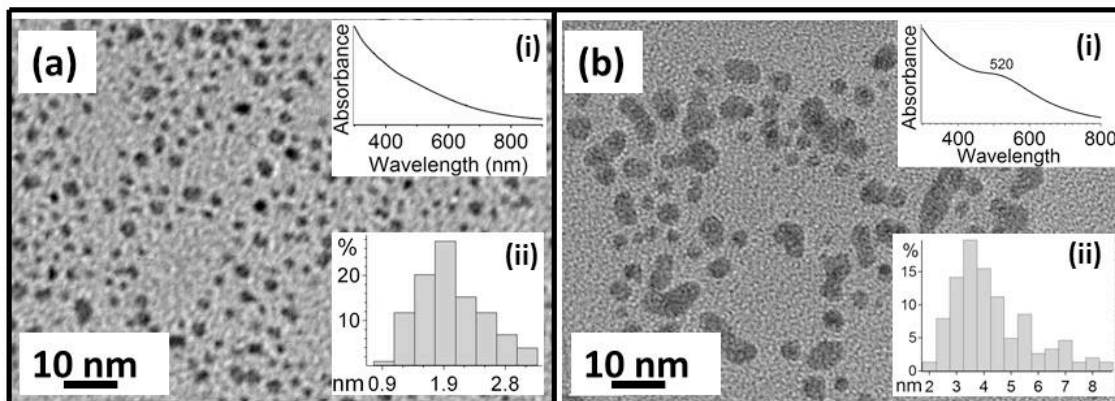 (a)
(i)
Absorbance
400 600 800
Wavelength (nm)
(ii)
%
20
10
nm 0.9 1.9 2.8
10 nm
(b)
(i)
Absorbance
520
400 600 800
Wavelength
(ii)
%
15
10
5
0
nm 2 3 4 5 6 7 8
10 nm